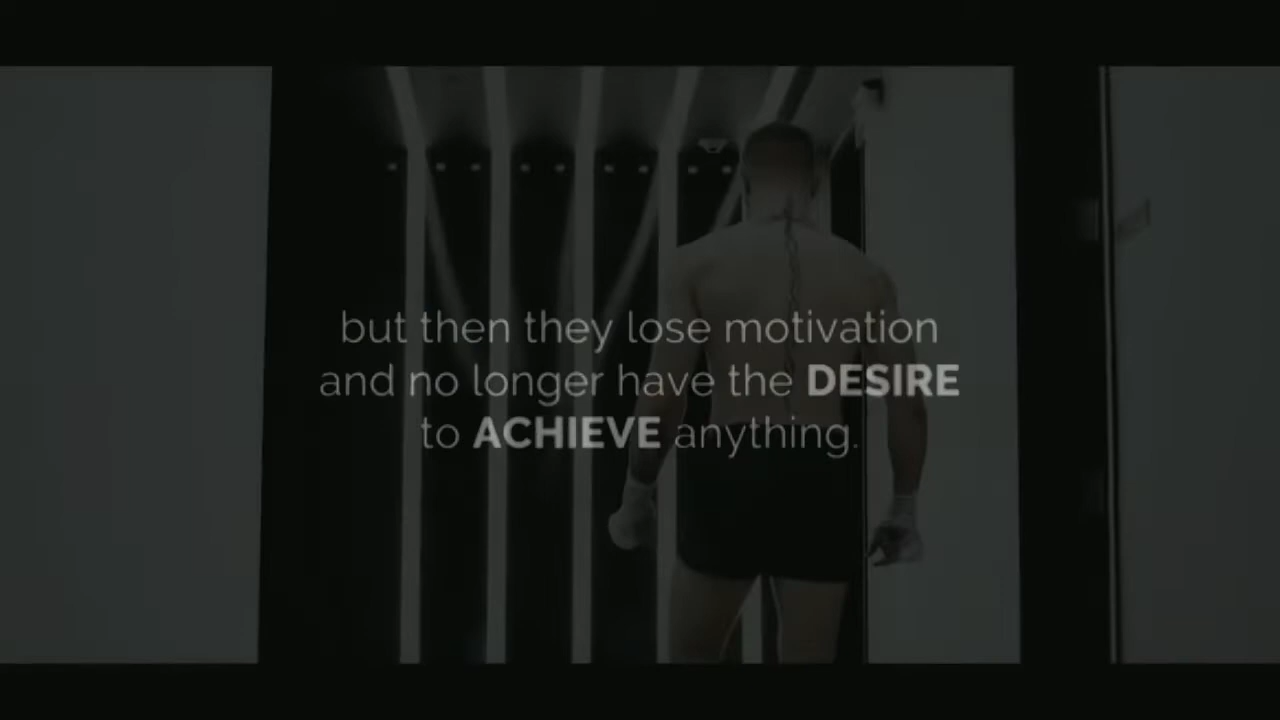 but then they lose motivation
and no longer have the DESIRE
to ACHIEVE anything.